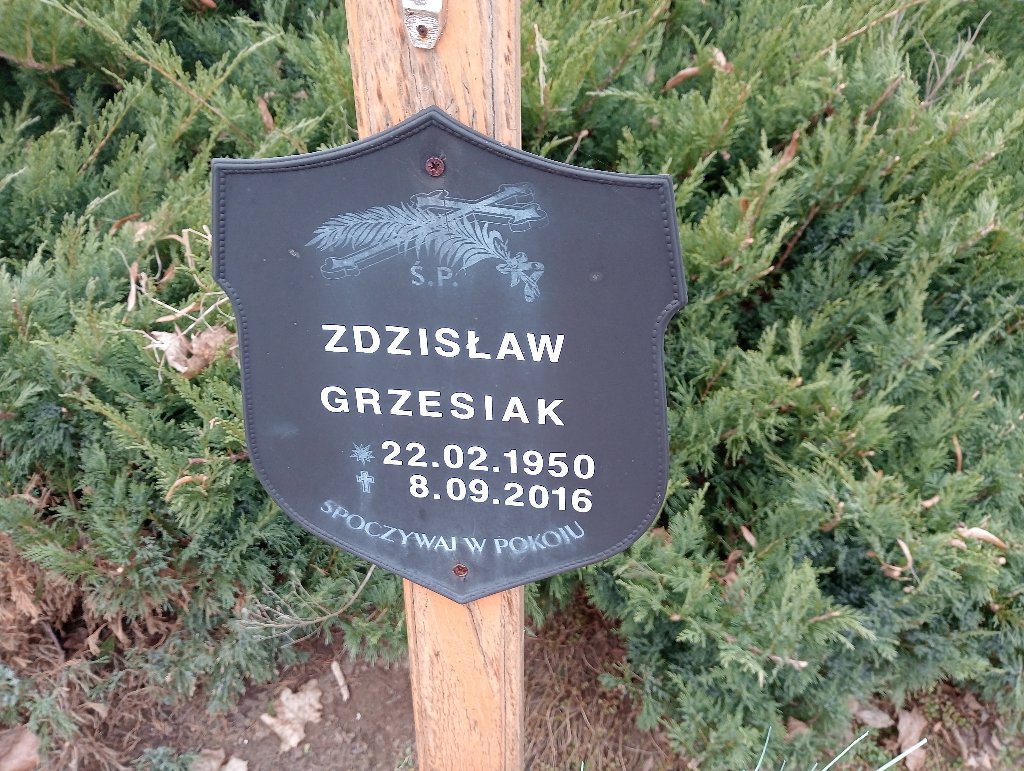 Ś.P.
ZDZISŁAW
GRZESIAK
22.02.1950
8.09.2016
SPOCZYWAJ W POKOJU